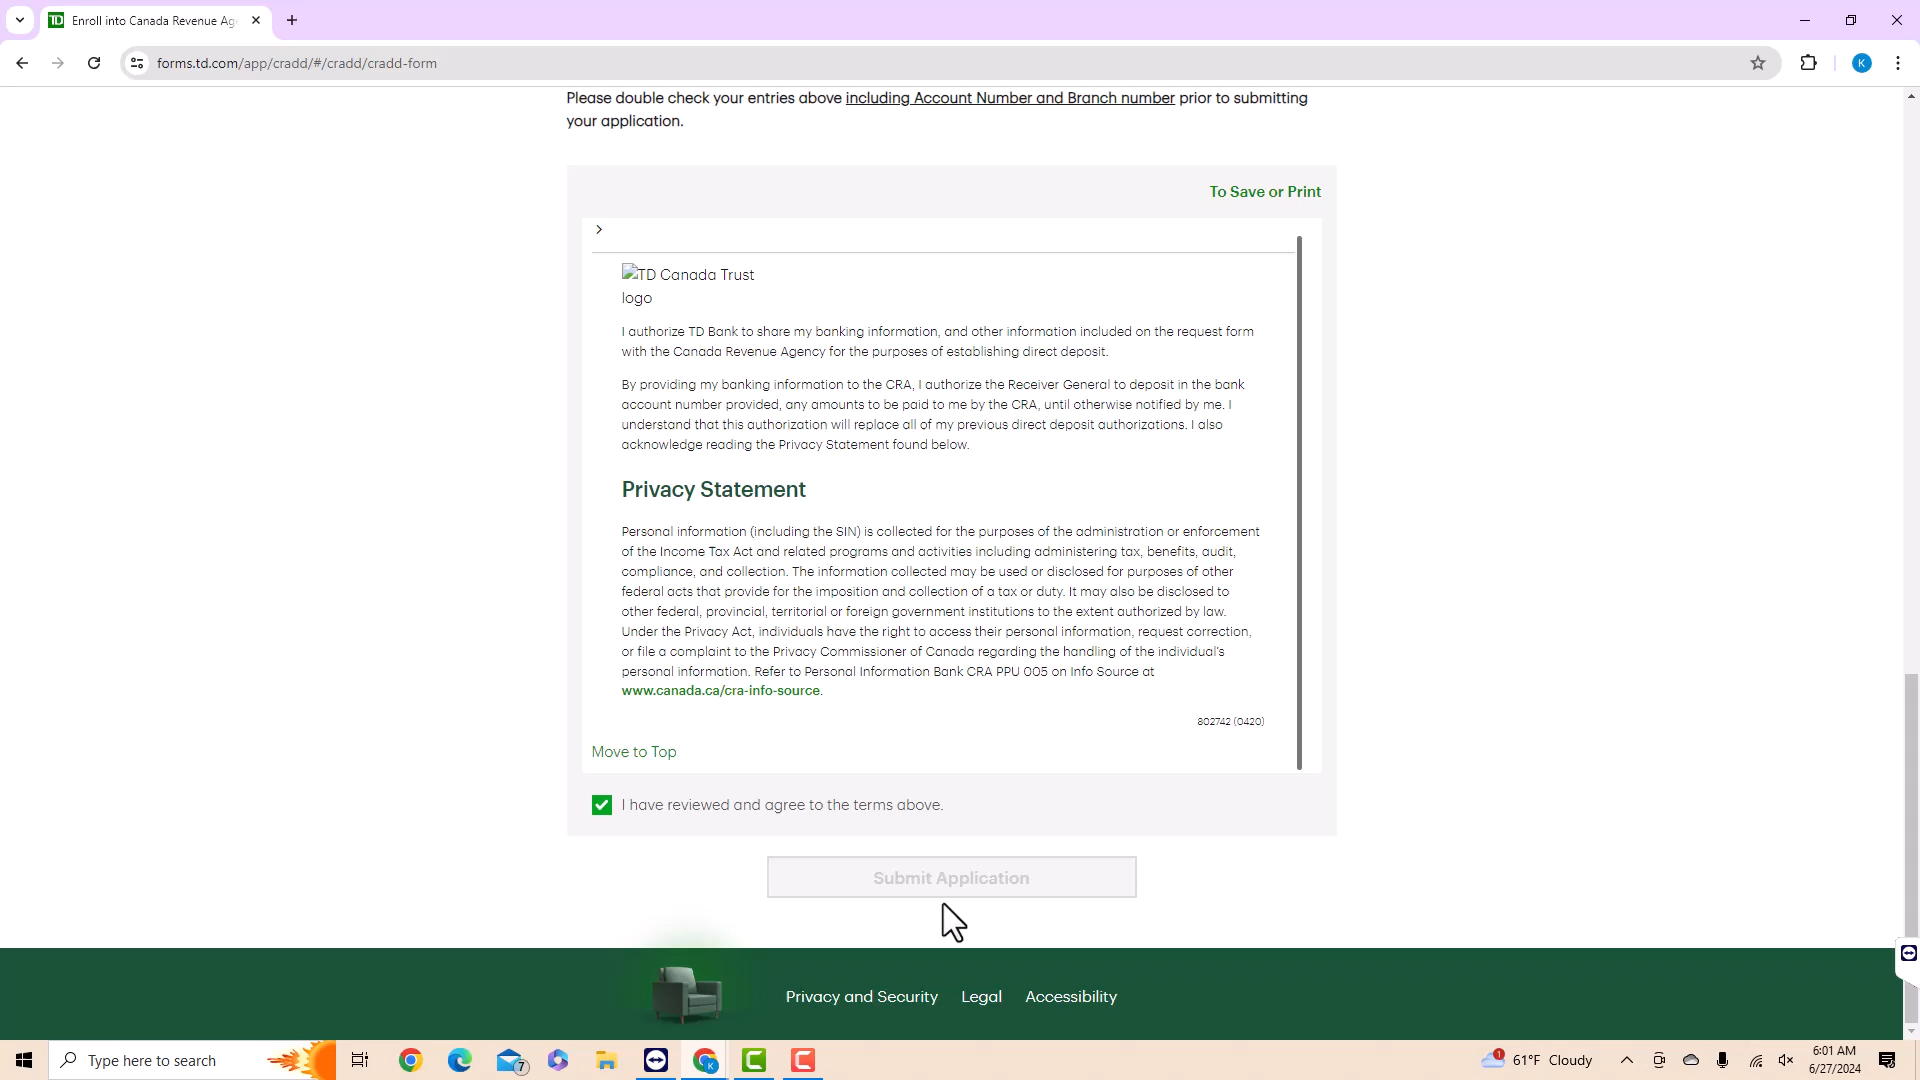 Enroll into Canada Revenue Ag
forms.td.com/app/cradd/#/cradd/cradd-form
K
Please double check your entries above including Account Number and Branch number prior to submitting
your application.
To Save or Print
TD Canada Trust
logo
I authorize TD Bank to share my banking information, and other information included on the request form
with the Canada Revenue Agency for the purposes of establishing direct deposit.
By providing my banking information to the CRA, I authorize the Receiver General to deposit in the bank
account number provided, any amounts to be paid to me by the CRA, until otherwise notified by me. I
understand that this authorization will replace all of my previous direct deposit authorizations. I also
acknowledge reading the Privacy Statement found below.
Privacy Statement
Personal information (including the SIN) is collected for the purposes of the administration or enforcement
of the Income Tax Act and related programs and activities including administering tax, benefits, audit,
compliance, and collection. The information collected may be used or disclosed for purposes of other
federal acts that provide for the imposition and collection of a tax or duty. It may also be disclosed to
other federal, provincial, territorial or foreign government institutions to the extent authorized by law.
Under the Privacy Act, individuals have the right to access their personal information, request correction,
or file a complaint to the Privacy Commissioner of Canada regarding the handling of the individual's
personal information. Refer to Personal Information Bank CRA PPU 005 on Info Source at
www.canada.ca/cra-info-source.
802742 (0420)
Move to Top
I have reviewed and agree to the terms above.
Submit Application
Privacy and Security Legal Accessibility
Type here to search
7
K
1
61°F Cloudy
6:01 AM
6/27/2024